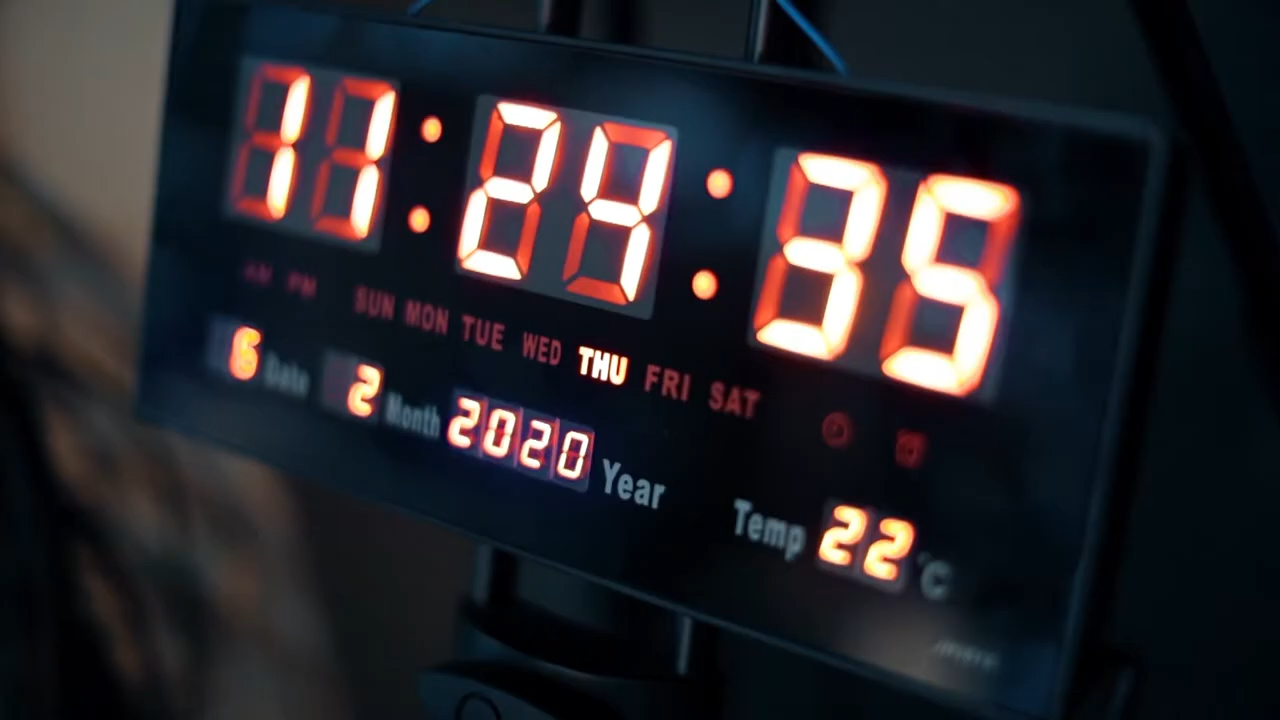 11:24:35
AM PM SUN MON TUE WED THU FRI SAT
6 Date 2 Month 2020 Year
Temp 22 °C